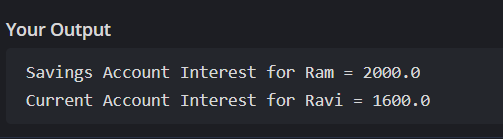 Your Output
Savings Account Interest for Ram = 2000.0
Current Account Interest for Ravi = 1600.0